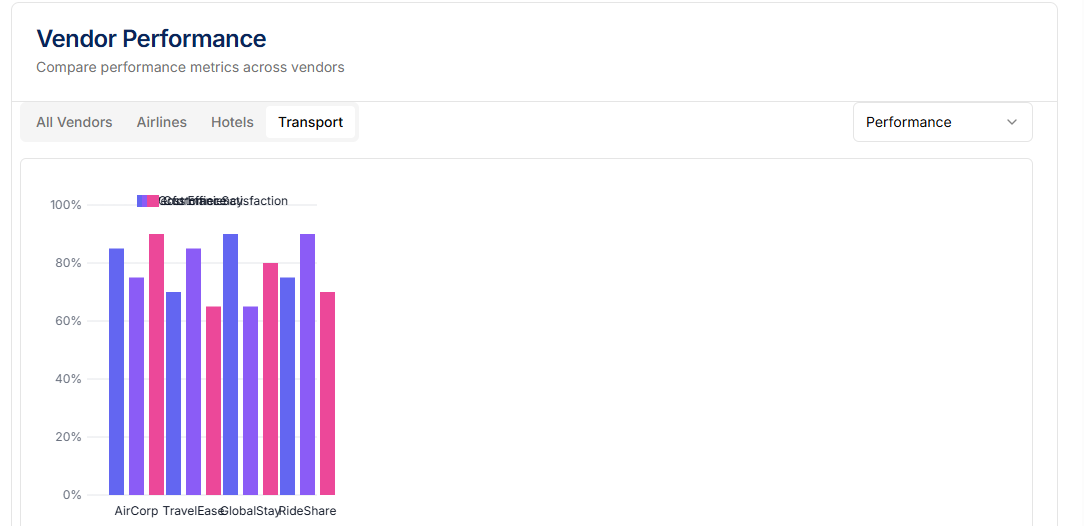 Vendor Performance
Compare performance metrics across vendors
All Vendors Airlines Hotels Transport
Performance
100%
80%
60%
40%
20%
0%
AirCorp TravelEase GlobalStay RideShare